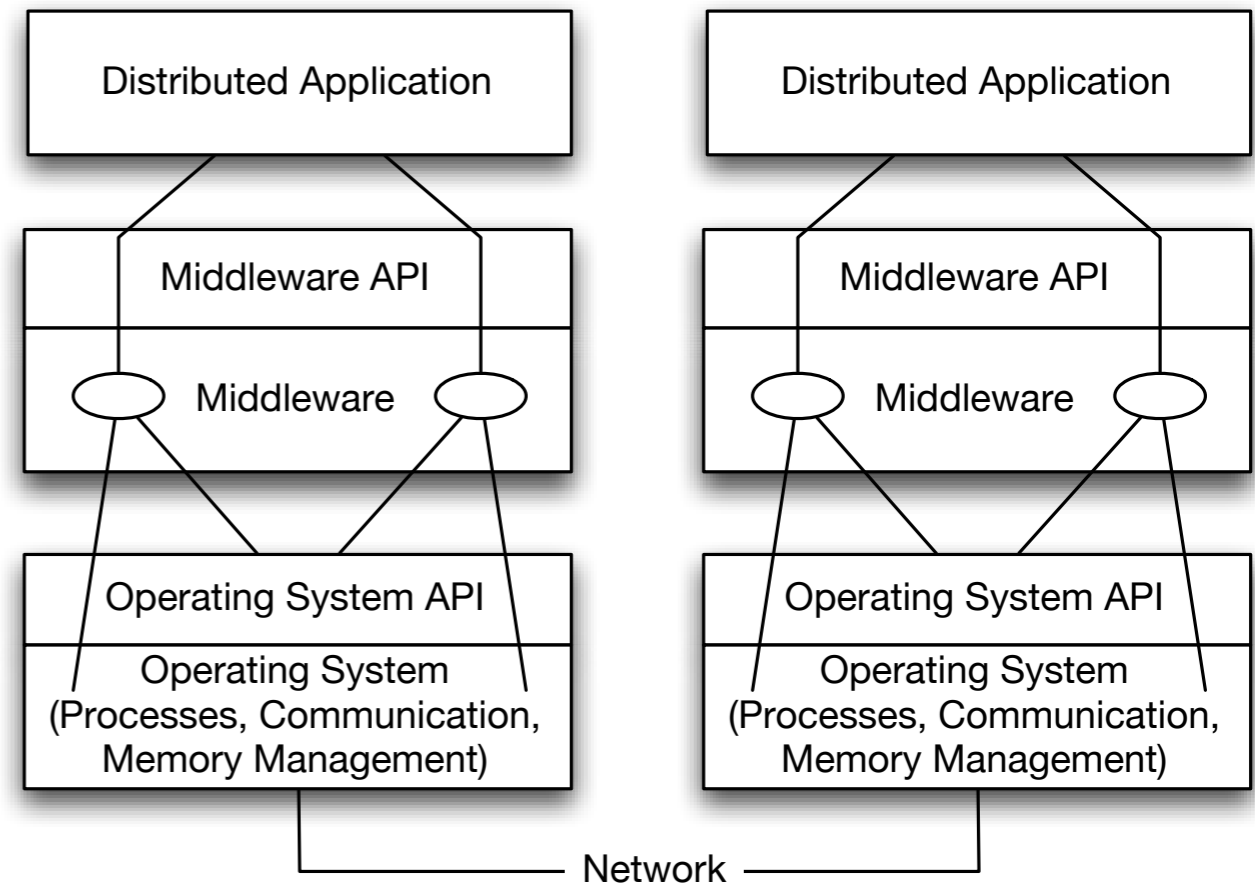 Distributed Application
Middleware API
Middleware
Operating System API
Operating System
(Processes, Communication,
Memory Management)
Distributed Application
Middleware API
Middleware
Operating System API
Operating System
(Processes, Communication,
Memory Management)
Network